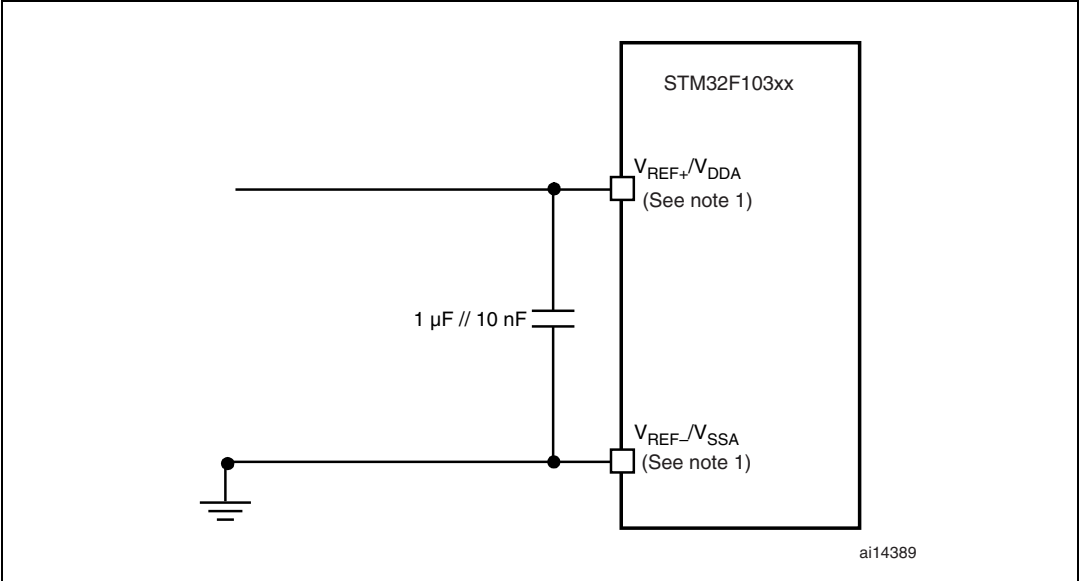 STM32F103xx
VREF+/VDDA
(See note 1)
1 µF // 10 nF
VREF–/VSSA
(See note 1)
ai14389